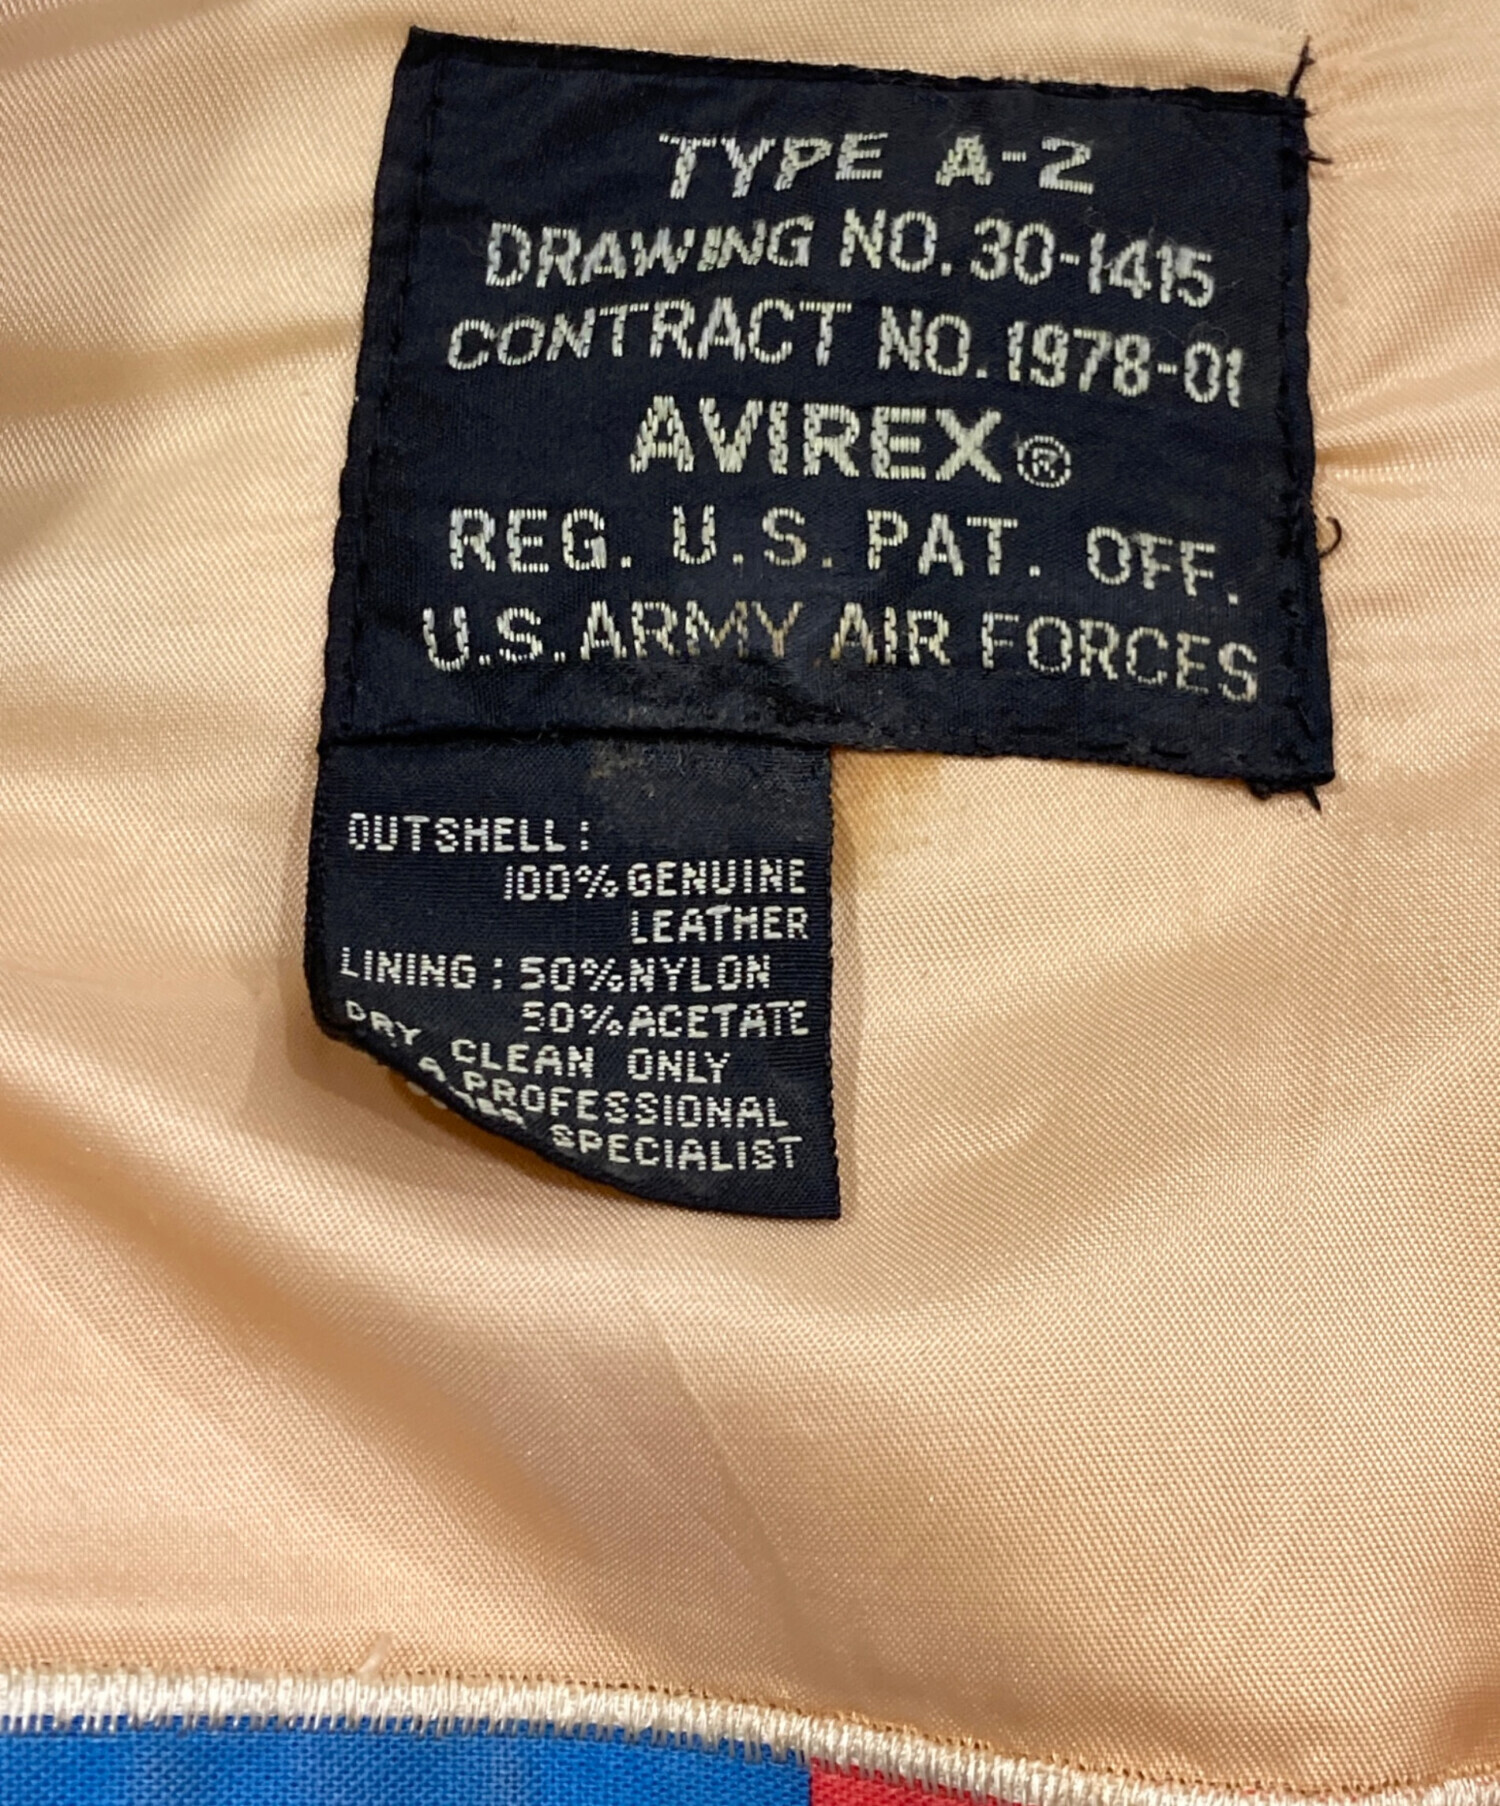 TYPE A-2
DRAWING NO. 30-1415
CONTRACT NO. 1978-01
AVIREX®
REG. U.S. PAT. OFF.
U.S. ARMY AIR FORCES
OUTSHELL:
100% GENUINE
LEATHER
LINING: 50% NYLON
50% ACETATE
DRY CLEAN ONLY
A PROFESSIONAL
SPECIALIST